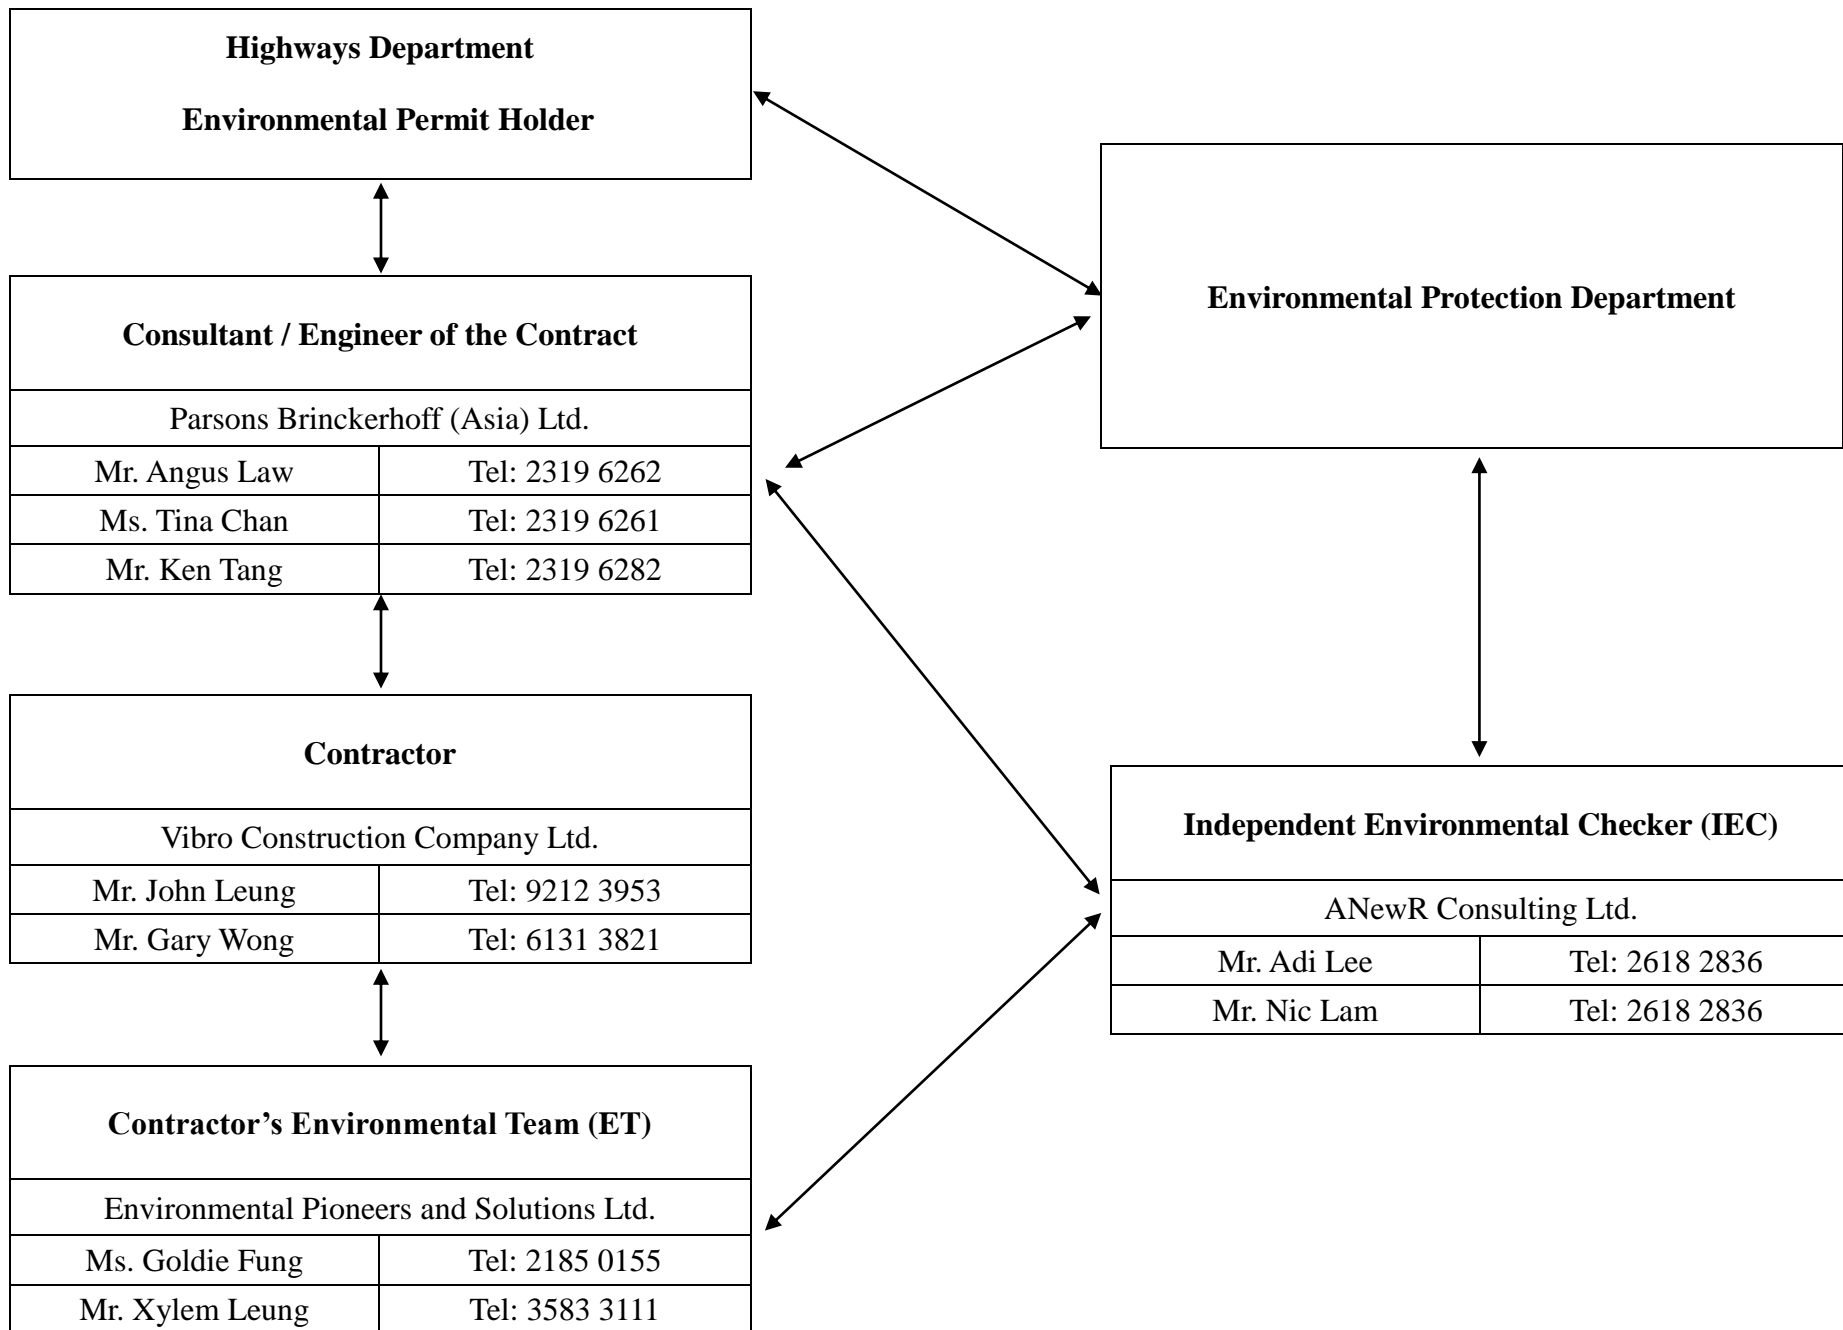 Highways Department
Environmental Permit Holder
Environmental Protection Department
Consultant / Engineer of the Contract
Parsons Brinckerhoff (Asia) Ltd.
Mr. Angus Law Tel: 2319 6262
Ms. Tina Chan Tel: 2319 6261
Mr. Ken Tang Tel: 2319 6282
Contractor
Vibro Construction Company Ltd.
Mr. John Leung Tel: 9212 3953
Mr. Gary Wong Tel: 6131 3821
Independent Environmental Checker (IEC)
ANewR Consulting Ltd.
Mr. Adi Lee Tel: 2618 2836
Mr. Nic Lam Tel: 2618 2836
Contractor’s Environmental Team (ET)
Environmental Pioneers and Solutions Ltd.
Ms. Goldie Fung Tel: 2185 0155
Mr. Xylem Leung Tel: 3583 3111